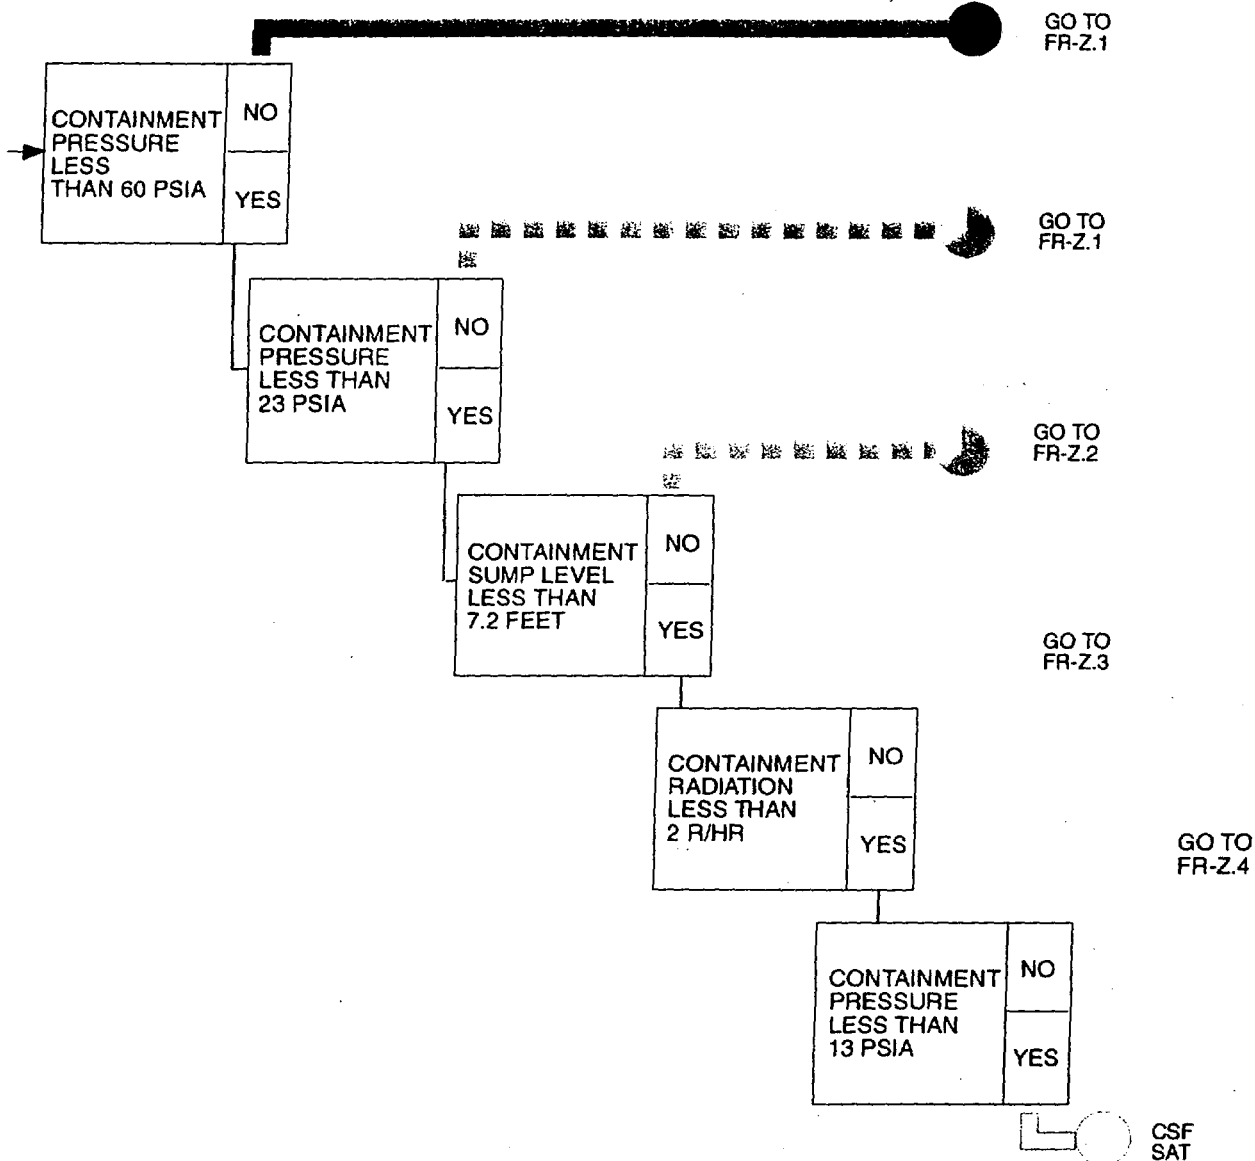 GO TO
FR-Z.1
CONTAINMENT
PRESSURE
LESS
THAN 60 PSIA
NO
YES
GO TO
FR-Z.1
CONTAINMENT
PRESSURE
LESS THAN
23 PSIA
NO
YES
GO TO
FR-Z.2
CONTAINMENT
SUMP LEVEL
LESS THAN
7.2 FEET
NO
YES
GO TO
FR-Z.3
CONTAINMENT
RADIATION
LESS THAN
2 R/HR
NO
YES
GO TO
FR-Z.4
CONTAINMENT
PRESSURE
LESS THAN
13 PSIA
NO
YES
CSF
SAT